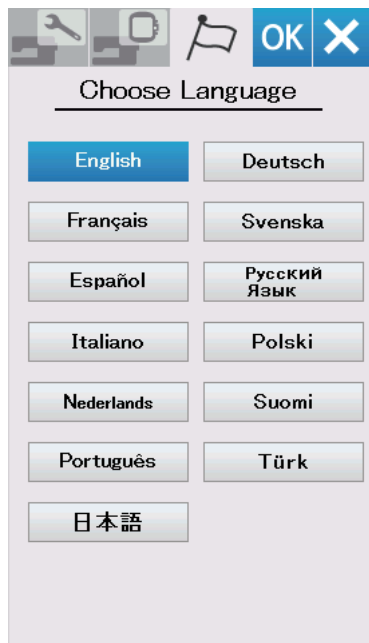 OK
Choose Language
English
Deutsch
Français
Svenska
Español
Русский
Язык
Italiano
Polski
Nederlands
Suomi
Português
Türk
日本語